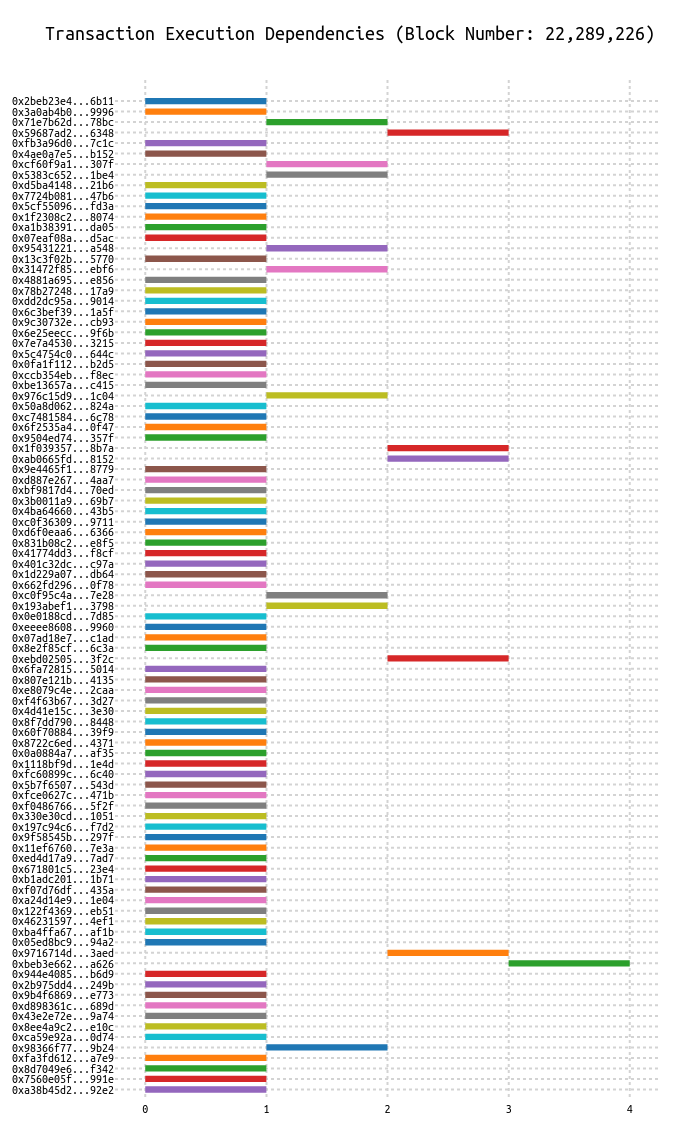 Transaction Execution Dependencies (Block Number: 22,289,226)
0x2beb23e4...6b11
0x3a0ab4b0...9996
0x71e7b62d...78bc
0x59687ad2...6348
0xfb3a96d0...7c1c
0x4ae0a7e5...b152
0xcf60f9a1...307f
0x5383c652...1be4
0xd5ba4148...21b6
0x7724b081...47b6
0x5cf55096...fd3a
0x1f2308c2...8074
0xa1b38391...da05
0x07eaf08a...d5ac
0x95431221...a548
0x13c3f02b...5770
0x31472f85...ebf6
0x4881a695...e856
0x78b27248...17a9
0xdd2dc95a...9014
0x6c3bef39...1a5f
0x9c30732e...cb93
0x6e25eecc...9f6b
0x7e7a4530...3215
0x5c4754c0...644c
0x0fa1f112...b2d5
0xccb354eb...f8ec
0xbe13657a...c415
0x976c15d9...1c04
0x50a8d062...824a
0xc7481584...6c78
0x6f2535a4...0f47
0x9504ed74...357f
0x1f039357...8b7a
0xab0665fd...8152
0x9e4465f1...8779
0xd887e267...4aa7
0xbf9817d4...70ed
0x3b0011a9...69b7
0x4ba64660...43b5
0xc0f36309...9711
0xd6f0eaa6...6366
0x831b08c2...e8f5
0x41774dd3...f8cf
0x401c32dc...c97a
0x1d229a07...db64
0x662fd296...0f78
0xc0f95c4a...7e28
0x193abef1...3798
0x0e0188cd...7d85
0xeeee8608...9960
0x07ad18e7...c1ad
0x8e2f85cf...6c3a
0xebd02505...3f2c
0x6fa72815...5014
0x807e121b...4135
0xe8079c4e...2caa
0xf4f63b67...3d27
0x4d41e15c...3e30
0x8f7dd790...8448
0x60f70884...39f9
0x8722c6ed...4371
0x0a0884a7...af35
0x1118bf9d...1e4d
0xfc60899c...6c40
0x5b7f6507...543d
0xfce0627c...471b
0xf0486766...5f2f
0x330e30cd...1051
0x197c94c6...f7d2
0x9f58545b...297f
0x11ef6760...7e3a
0xed4d17a9...7ad7
0x671801c5...23e4
0xb1adc201...1b71
0xf07d76df...435a
0xa24d14e9...1e04
0x122f4369...eb51
0x46231597...4ef1
0xba4ffa67...af1b
0x05ed8bc9...94a2
0x9716714d...3aed
0xbeb3e662...a626
0x944e4085...b6d9
0x2b975dd4...249b
0x9b4f6869...e773
0xd898361c...689d
0x43e2e72e...9a74
0x8ee4a9c2...e10c
0xca59e92a...0d74
0x98366f77...9b24
0xfa3fd612...a7e9
0x8d7049e6...f342
0x7560e05f...991e
0xa38b45d2...92e2
0 1 2 3 4